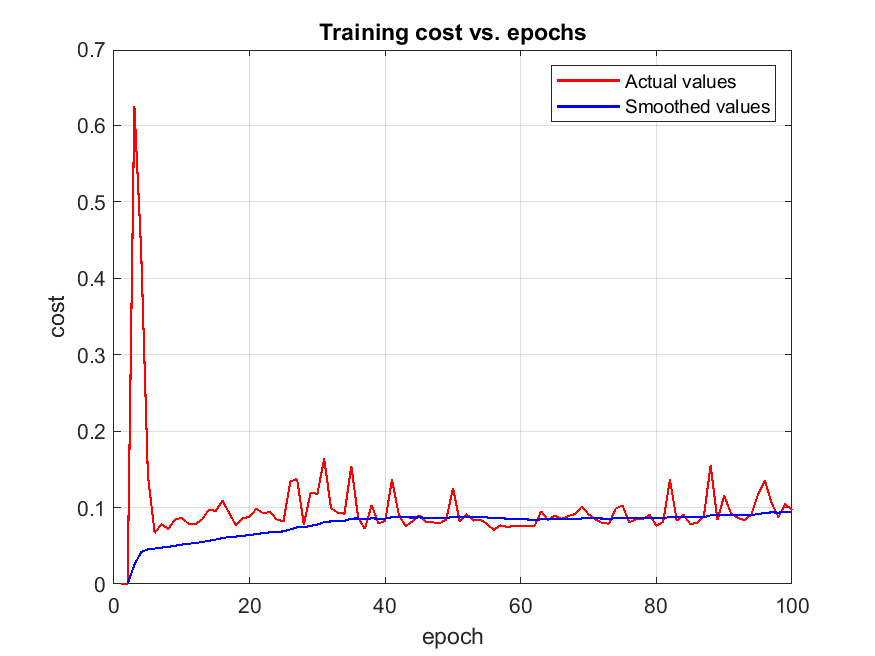 Training cost vs. epochs
0.7
0.6
0.5
0.4
0.3
0.2
0.1
0
cost
Actual values
Smoothed values
0 20 40 60 80 100
epoch